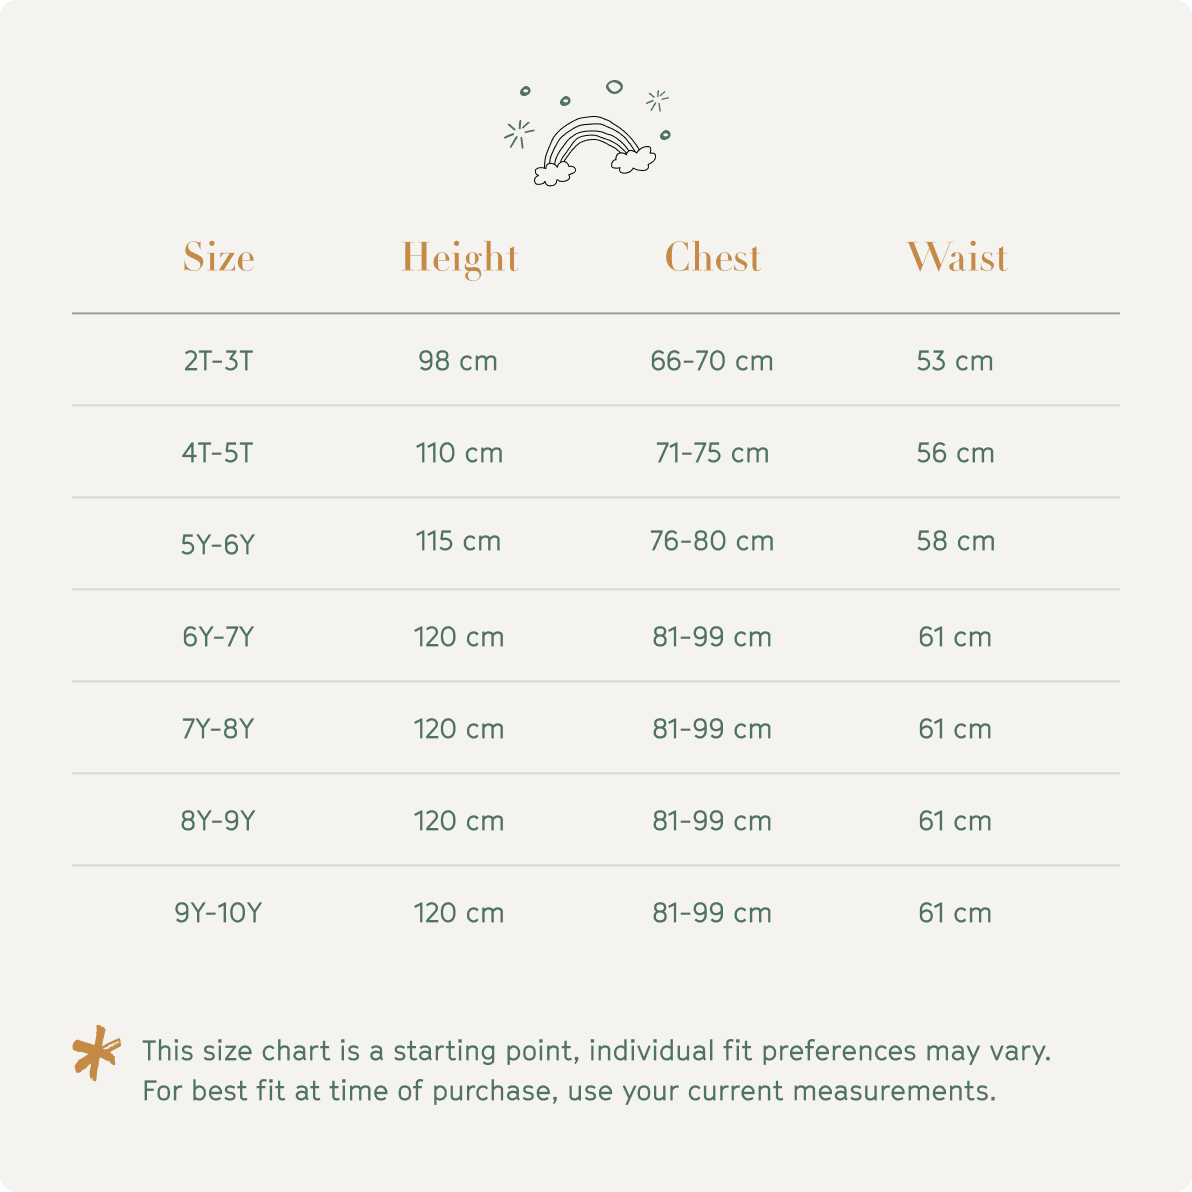 Size Height Chest Waist
2T-3T 98 cm 66-70 cm 53 cm
4T-5T 110 cm 71-75 cm 56 cm
5Y-6Y 115 cm 76-80 cm 58 cm
6Y-7Y 120 cm 81-99 cm 61 cm
7Y-8Y 120 cm 81-99 cm 61 cm
8Y-9Y 120 cm 81-99 cm 61 cm
9Y-10Y 120 cm 81-99 cm 61 cm
This size chart is a starting point, individual fit preferences may vary.
For best fit at time of purchase, use your current measurements.